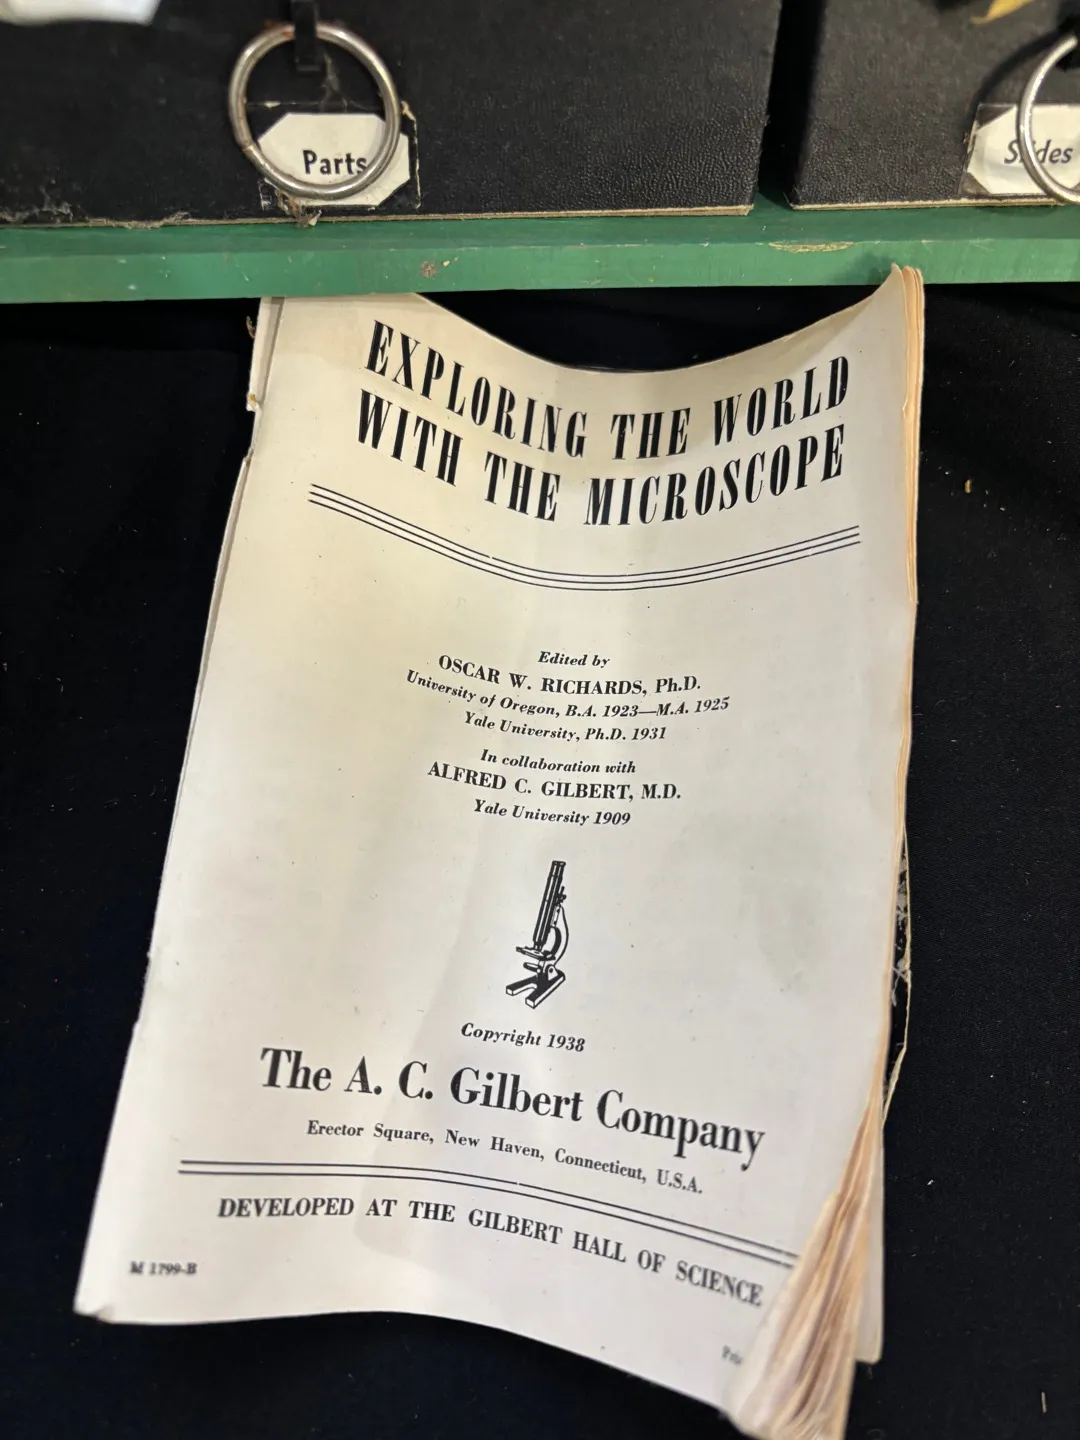 Parts
Slides
EXPLORING THE WORLD
WITH THE MICROSCOPE
Edited by
OSCAR W. RICHARDS, Ph.D.
University of Oregon, B.A. 1923—M.A. 1925
Yale University, Ph.D. 1931
In collaboration with
ALFRED C. GILBERT, M.D.
Yale University 1909
Copyright 1938
The A. C. Gilbert Company
Erector Square, New Haven, Connecticut, U.S.A.
DEVELOPED AT THE GILBERT HALL OF SCIENCE
M 1799-B